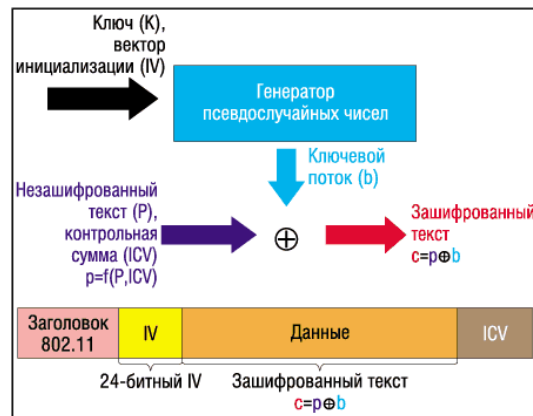 Ключ (К),
вектор
инициализации (IV)
Генератор
псевдослучайных чисел
Ключевой
поток (b)
Незашифрованный
текст (P),
контрольная
сумма (ICV)
p=f(P,ICV)
⊕
Зашифрованный
текст
c=p⊕b
Заголовок
802.11
IV
Данные
ICV
24-битный IV
Зашифрованный текст
c=p⊕b